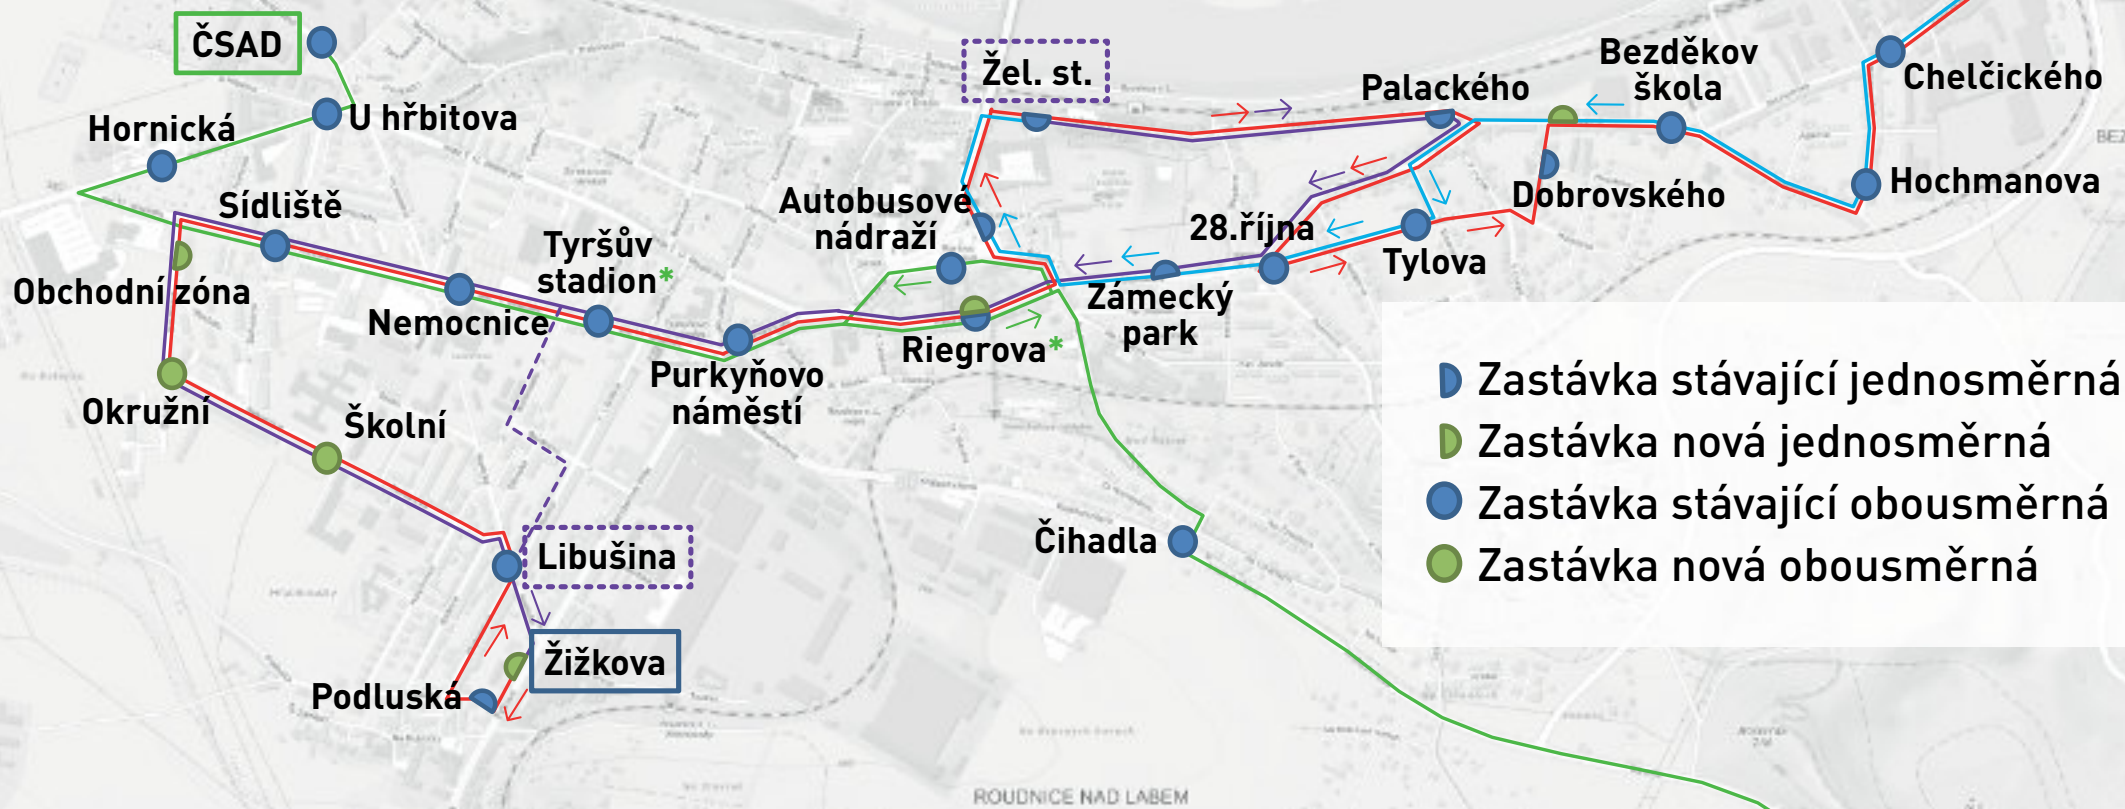 ČSAD
U hřbitova
Hornická
Sídliště
Obchodní zóna
Okružní
Školní
Nemocnice
Tyršův
stadion*
Purkyňovo
náměstí
Libušina
Žižkova
Podluská
Žel. st.
Autobusové
nádraží
Riegrova*
Zámecký
park
28.října
Tylova
Palackého
Bezděkov
škola
Dobrovského
Chelčického
Hochmanova
Čihadla
Zastávka stávající jednosměrná
Zastávka nová jednosměrná
Zastávka stávající obousměrná
Zastávka nová obousměrná
ROUDNICE NAD LABEM